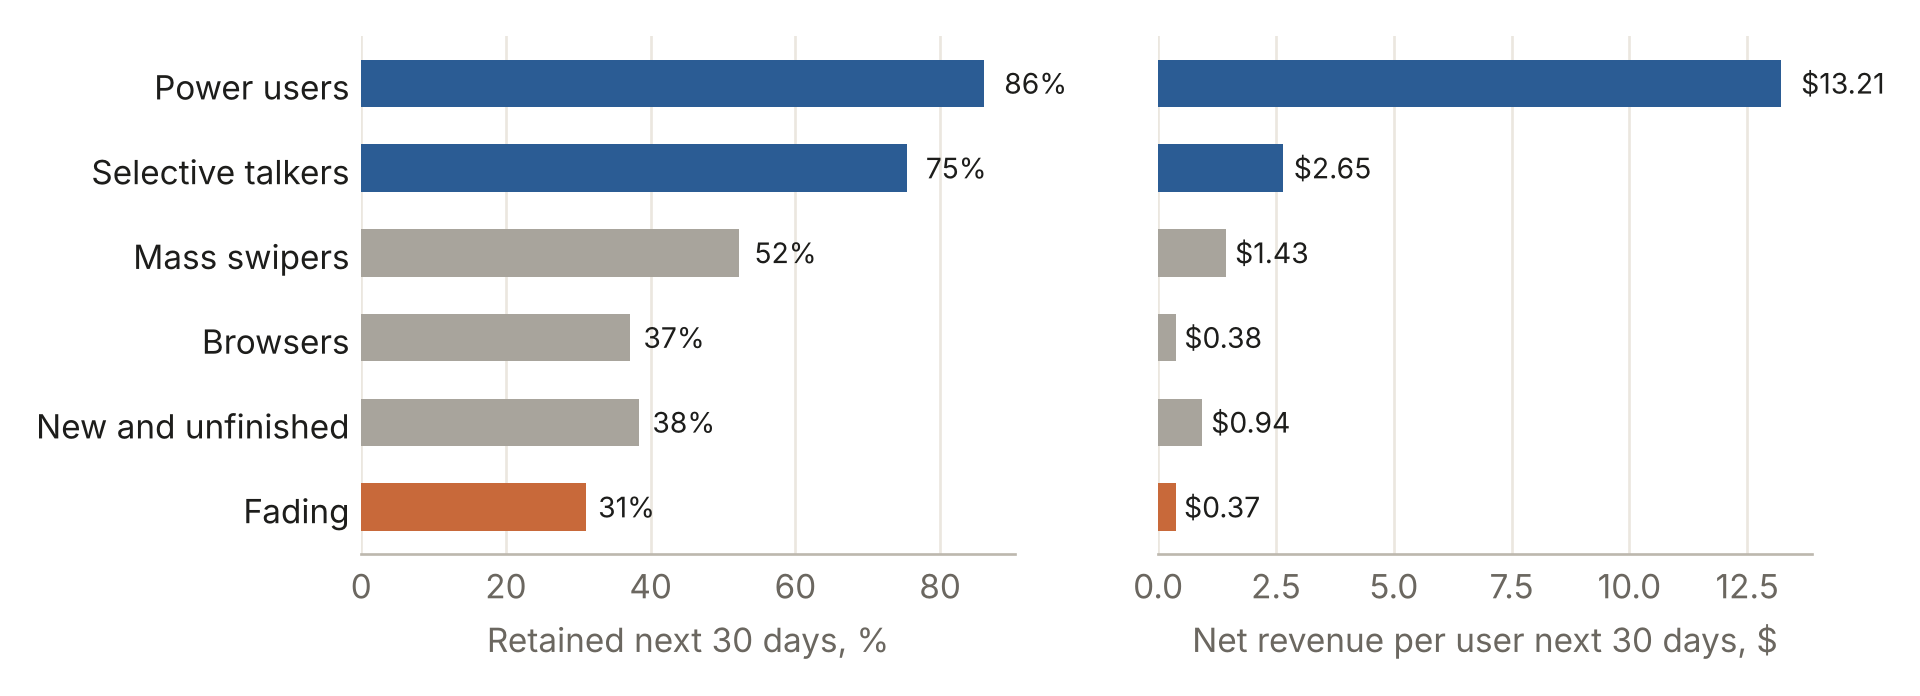 Power users 86% $13.21
Selective talkers 75% $2.65
Mass swipers 52% $1.43
Browsers 37% $0.38
New and unfinished 38% $0.94
Fading 31% $0.37
0 20 40 60 80 0.0 2.5 5.0 7.5 10.0 12.5
Retained next 30 days, % Net revenue per user next 30 days, $